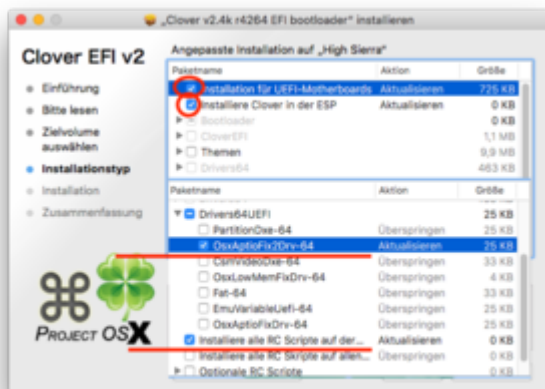 „Clover v2.4k r4264 EFI bootloader“ installieren
Clover EFI v2
Angepasste Installation auf „High Sierra“
Einführung
Bitte lesen
Zielvolume
auswählen
Installationstyp
Installation
Zusammenfassung
Paketname Aktion Größe
Installation für UEFI-Motherboards Aktualisieren 725 KB
Installiere Clover in der ESP Aktualisieren 0 KB
Bootloader 0 KB
CloverEFI 1,1 MB
Themen 9,9 MB
Drivers64 463 KB
Paketname Aktion Größe
Drivers64UEFI 25 KB
PartitionDxe-64 Überspringen 25 KB
OsxAptioFix2Drv-64 Aktualisieren 25 KB
CsmVideoDxe-64 Überspringen 33 KB
OsxLowMemFixDrv-64 Überspringen 4 KB
Fat-64 Überspringen 33 KB
EmuVariableUefi-64 Überspringen 25 KB
OsxAptioFixDrv-64 Überspringen 25 KB
Installiere alle RC Scripte auf der... Aktualisieren 0 KB
Installiere alle RC Skripte auf allen... Überspringen 0 KB
Optionale RC Scripte 0 KB
PROJECT OSX